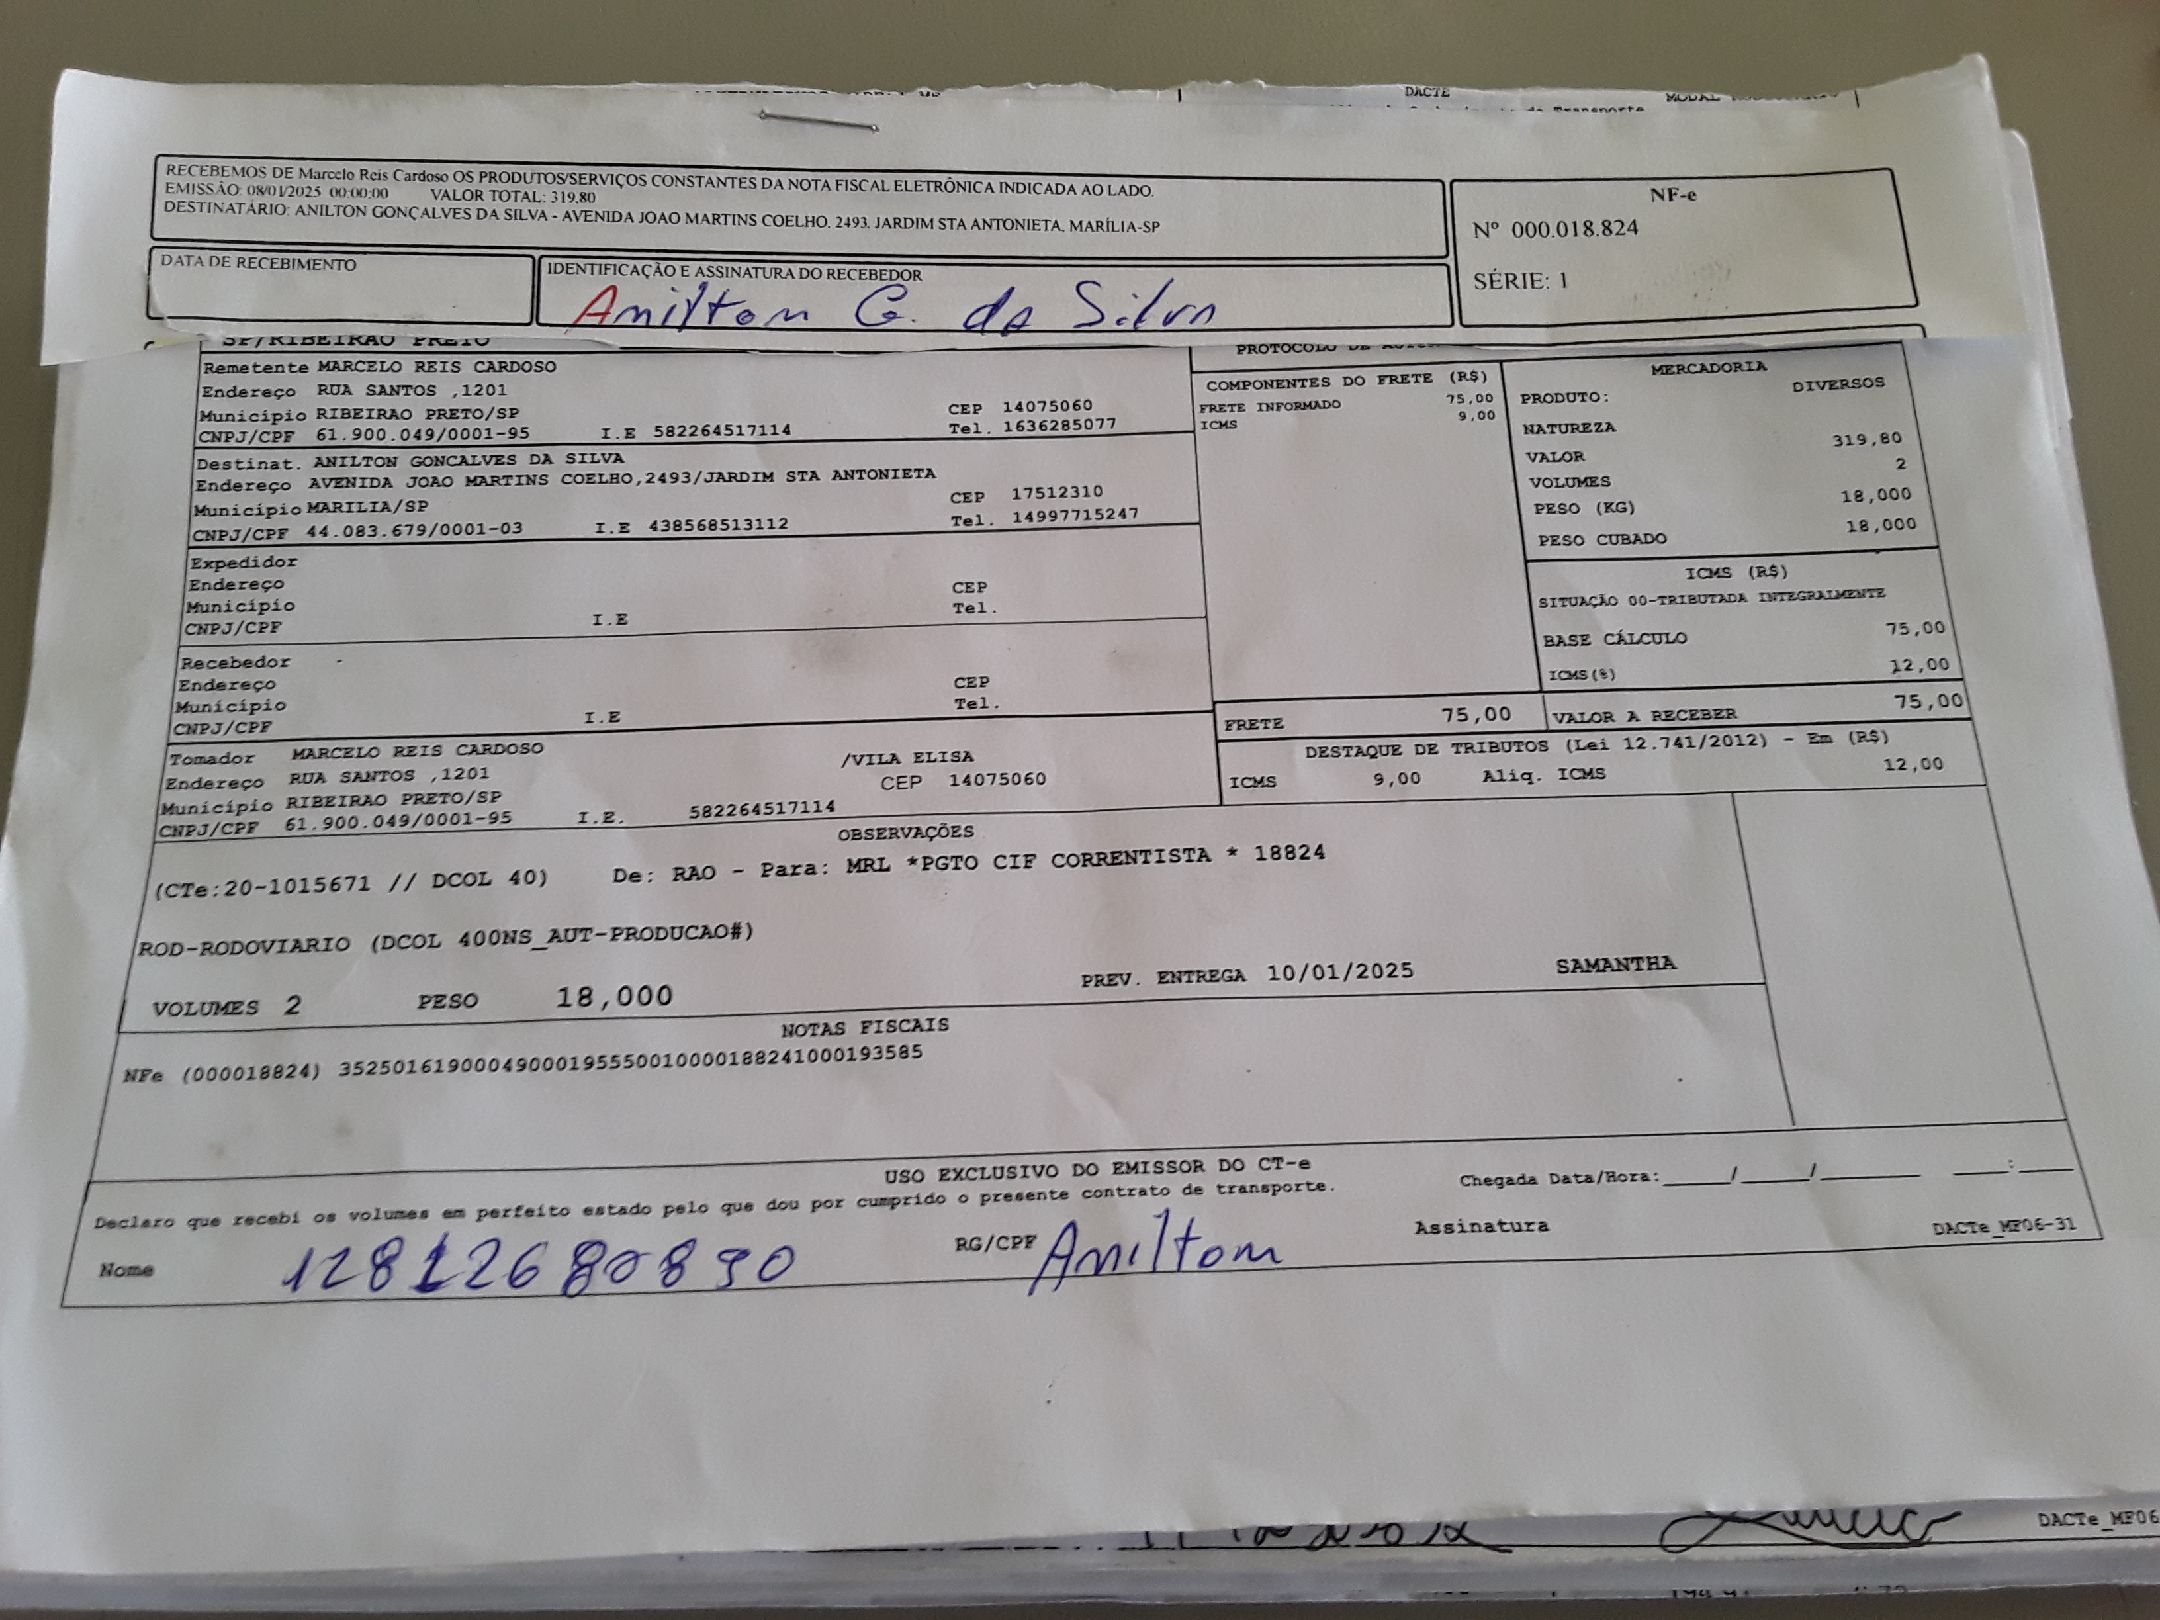 DACTE
RECEBEMOS DE Marcelo Reis Cardoso OS PRODUTOS/SERVIÇOS CONSTANTES DA NOTA FISCAL ELETRÔNICA INDICADA AO LADO.
EMISSÃO: 08/01/2025 00:00:00 VALOR TOTAL: 319,80
DESTINATÁRIO: ANILTON GONÇALVES DA SILVA - AVENIDA JOAO MARTINS COELHO, 2493, JARDIM STA ANTONIETA, MARÍLIA-SP
NF-e
Nº 000.018.824
SÉRIE: 1
DATA DE RECEBIMENTO
IDENTIFICAÇÃO E ASSINATURA DO RECEBEDOR
Anilton G. da Silva
SP/RIBEIRAO PRETO
Remetente MARCELO REIS CARDOSO
Endereço RUA SANTOS ,1201
Município RIBEIRAO PRETO/SP CEP 14075060
CNPJ/CPF 61.900.049/0001-95 I.E 582264517114 Tel. 1636285077
Destinat. ANILTON GONCALVES DA SILVA
Endereço AVENIDA JOAO MARTINS COELHO,2493/JARDIM STA ANTONIETA
Município MARILIA/SP CEP 17512310
CNPJ/CPF 44.083.679/0001-03 I.E 438568513112 Tel. 14997715247
Expedidor
Endereço CEP
Município Tel.
CNPJ/CPF I.E
Recebedor
Endereço CEP
Município Tel.
CNPJ/CPF I.E
Tomador MARCELO REIS CARDOSO /VILA ELISA
Endereço RUA SANTOS ,1201 CEP 14075060
Município RIBEIRAO PRETO/SP
CNPJ/CPF 61.900.049/0001-95 I.E. 582264517114
PROTOCOLO DE
COMPONENTES DO FRETE (R$)
FRETE INFORMADO 75,00
ICMS 9,00
MERCADORIA
PRODUTO: DIVERSOS
NATUREZA
VALOR 319,80
VOLUMES 2
PESO (KG) 18,000
PESO CUBADO 18,000
ICMS (R$)
SITUAÇÃO 00-TRIBUTADA INTEGRALMENTE
BASE CÁLCULO 75,00
ICMS(%) 12,00
FRETE 75,00 VALOR A RECEBER 75,00
DESTAQUE DE TRIBUTOS (Lei 12.741/2012) - Em (R$)
ICMS 9,00 Aliq. ICMS 12,00
OBSERVAÇÕES
(CTe:20-1015671 // DCOL 40) De: RAO - Para: MRL *PGTO CIF CORRENTISTA * 18824
ROD-RODOVIARIO (DCOL 400NS_AUT-PRODUCAO#)
VOLUMES 2 PESO 18,000 PREV. ENTREGA 10/01/2025 SAMANTHA
NOTAS FISCAIS
NFe (000018824) 35250161900049000195550010000188241000193585
USO EXCLUSIVO DO EMISSOR DO CT-e
Declaro que recebi os volumes em perfeito estado pelo que dou por cumprido o presente contrato de transporte.
Chegada Data/Hora:_____/_____/_______ ____:____
Nome 12812680890 RG/CPF Anilton Assinatura DACTe_MF06-31
DACTe_MF06